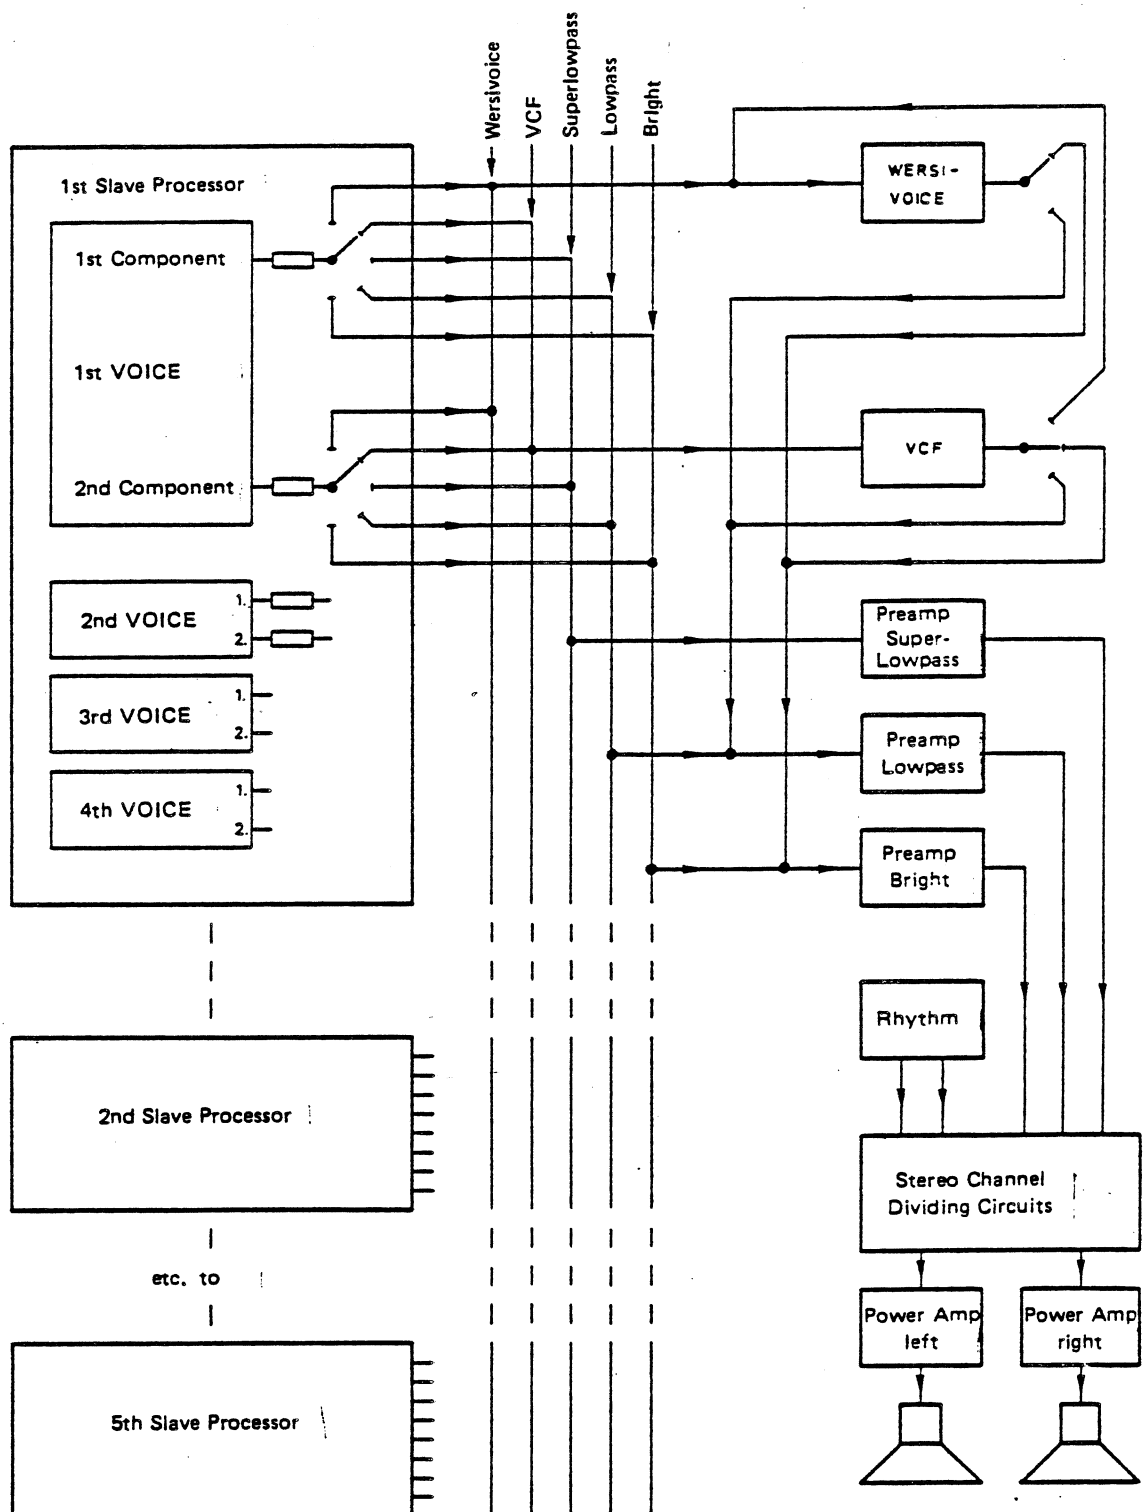 Wersivoice
VCF
Superlowpass
Lowpass
Bright
1st Slave Processor
1st Component
1st VOICE
2nd Component
2nd VOICE
1.
2.
3rd VOICE
1.
2.
4th VOICE
1.
2.
WERSI-
VOICE
VCF
Preamp
Super-
Lowpass
Preamp
Lowpass
Preamp
Bright
Rhythm
2nd Slave Processor
Stereo Channel
Dividing Circuits
etc. to
Power Amp
left
Power Amp
right
5th Slave Processor